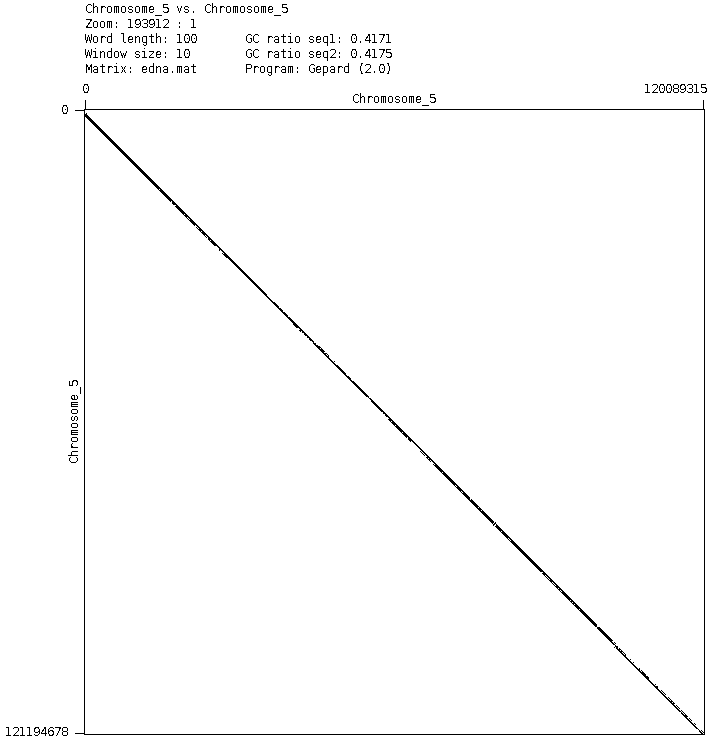 Chromosome_5 vs. Chromosome_5
Zoom: 193912 : 1
Word length: 100 GC ratio seq1: 0.4171
Window size: 10 GC ratio seq2: 0.4175
Matrix: edna.mat Program: Gepard (2.0)
0 120089315
Chromosome_5
0
Chromosome_5
121194678